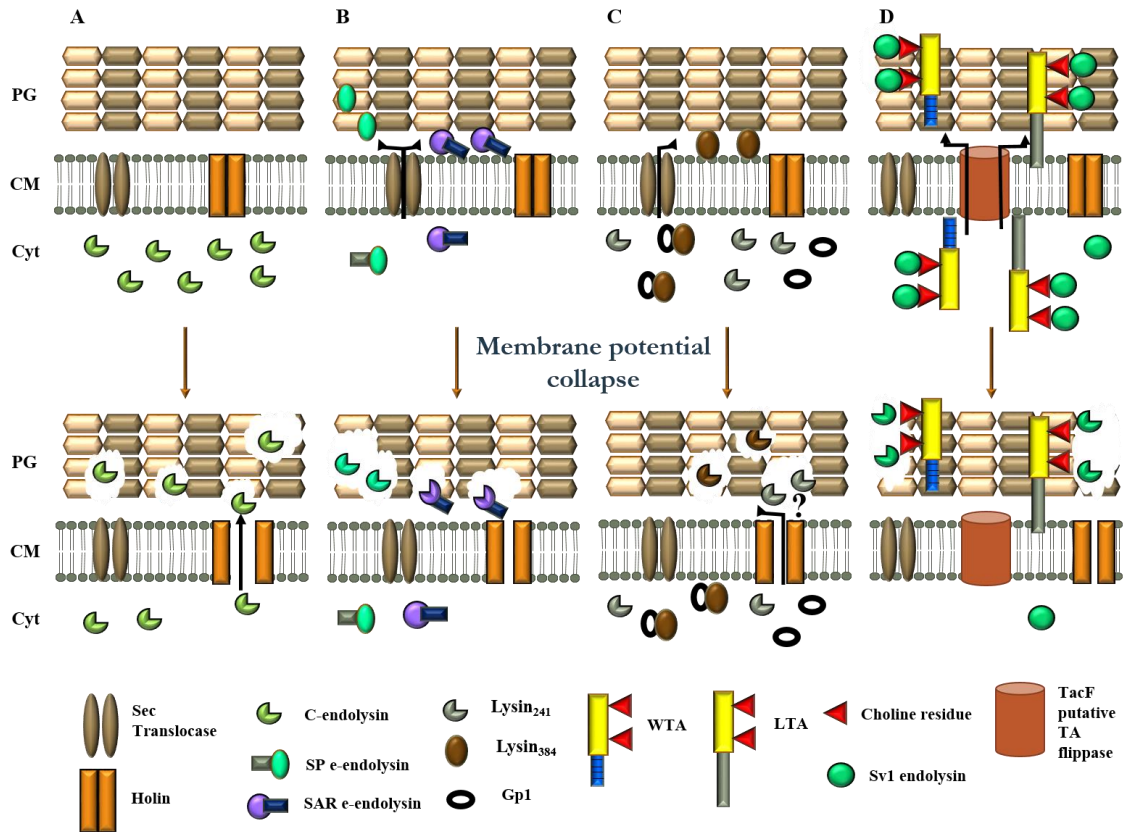 A
B
C
D
PG
CM
Cyt
Membrane potential
collapse
PG
?
CM
Cyt
Sec
Translocase
Holin
C-endolysin
SP e-endolysin
SAR e-endolysin
Lysin241
Lysin384
Gp1
WTA
LTA
Choline residue
Sv1 endolysin
TacF
putative
TA
flippase